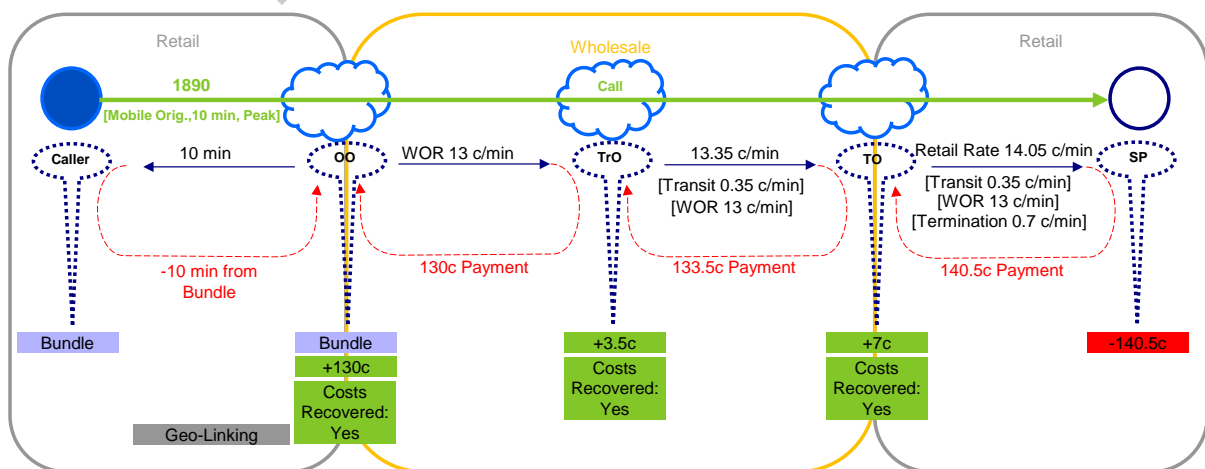 Retail
Wholesale
Retail
1890
Call
[Mobile Orig.,10 min, Peak]
Caller
10 min
OO
WOR 13 c/min
TrO
13.35 c/min
TO
Retail Rate 14.05 c/min
SP
[Transit 0.35 c/min]
[WOR 13 c/min]
[Transit 0.35 c/min]
[WOR 13 c/min]
[Termination 0.7 c/min]
-10 min from
Bundle
130c Payment
133.5c Payment
140.5c Payment
Bundle
Bundle
+3.5c
+7c
-140.5c
+130c
Costs
Recovered:
Yes
Costs
Recovered:
Yes
Costs
Recovered:
Yes
Geo-Linking